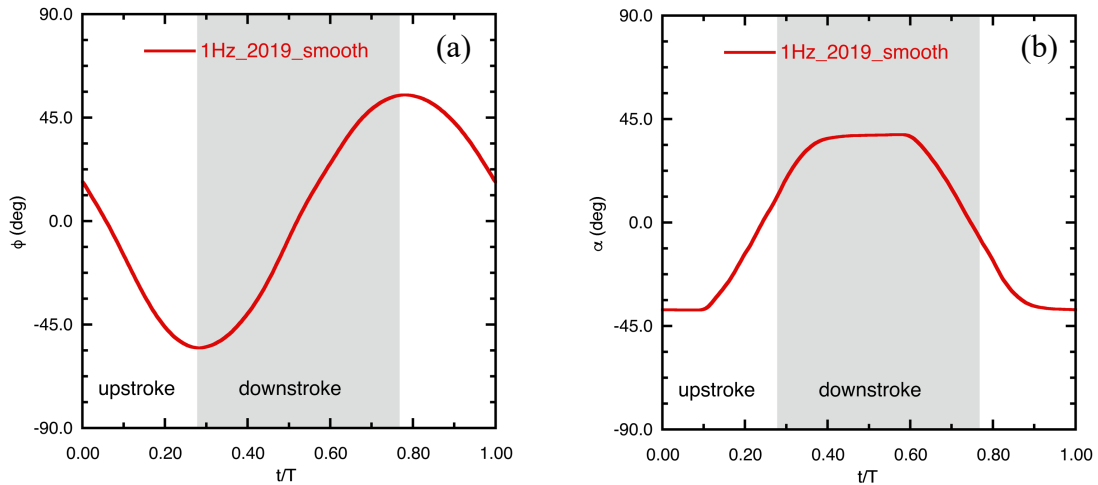 90.0
45.0
0.0
-45.0
-90.0
ϕ (deg)
1Hz_2019_smooth
(a)
upstroke
downstroke
0.00 0.20 0.40 0.60 0.80 1.00
t/T
90.0
45.0
0.0
-45.0
-90.0
α (deg)
1Hz_2019_smooth
(b)
upstroke
downstroke
0.00 0.20 0.40 0.60 0.80 1.00
t/T